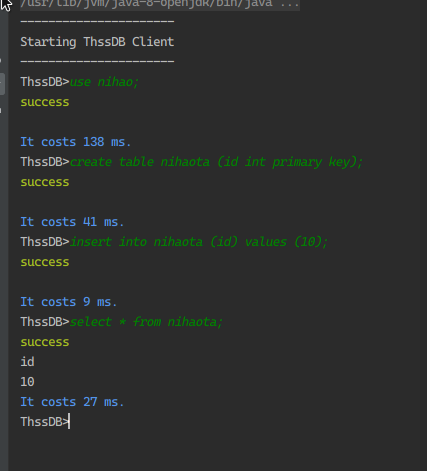 /usr/lib/jvm/java-8-openjdk/bin/java ...
----------------------
Starting ThssDB Client
----------------------
ThssDB>use nihao;
success
It costs 138 ms.
ThssDB>create table nihaota (id int primary key);
success
It costs 41 ms.
ThssDB>insert into nihaota (id) values (10);
success
It costs 9 ms.
ThssDB>select * from nihaota;
success
id
10
It costs 27 ms.
ThssDB>